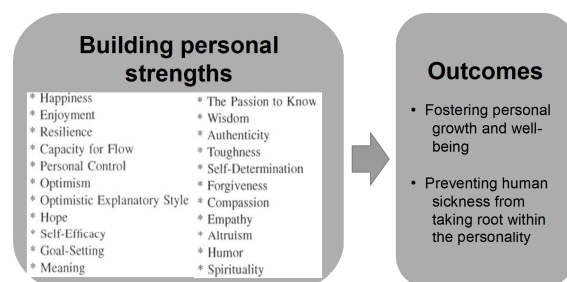 Building personal
strengths
* Happiness
* Enjoyment
* Resilience
* Capacity for Flow
* Personal Control
* Optimism
* Optimistic Explanatory Style
* Hope
* Self-Efficacy
* Goal-Setting
* Meaning
* The Passion to Know
* Wisdom
* Authenticity
* Toughness
* Self-Determination
* Forgiveness
* Compassion
* Empathy
* Altruism
* Humor
* Spirituality
Outcomes
• Fostering personal
growth and well-
being
• Preventing human
sickness from
taking root within
the personality